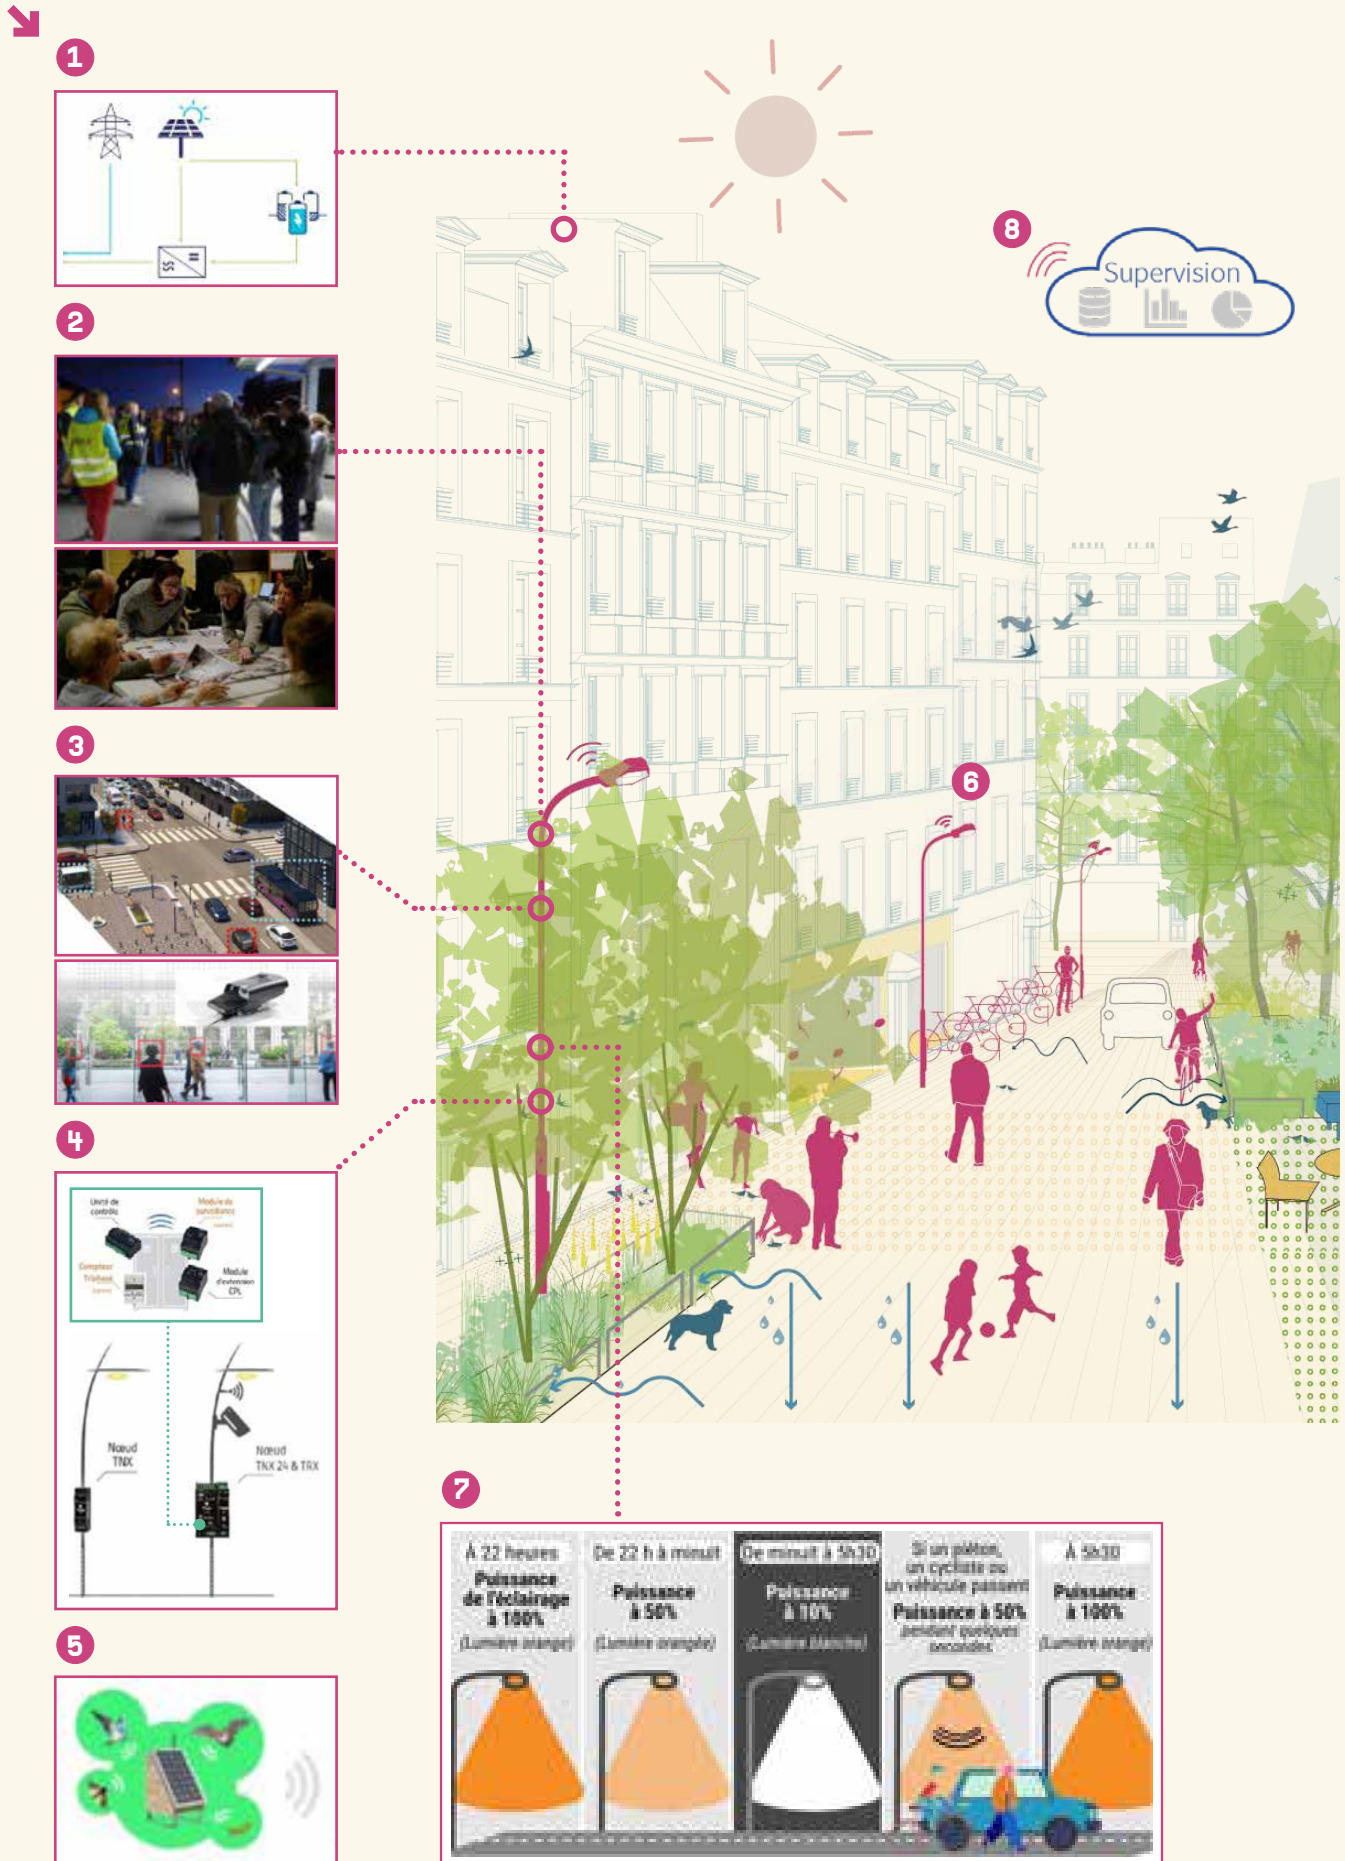 1
2
3
4
Unité de
contrôle
Module de
surveillance
Compteur
Triphasé
Module
d'extension
CPL
Nœud
TNX
Nœud
TNX 24 & TRX
5
6
8
Supervision
7
À 22 heures
Puissance
de l'éclairage
à 100%
(Lumière orange)
De 22 h à minuit
Puissance
à 50%
(Lumière orangée)
De minuit à 5h30
Puissance
à 10%
(Lumière blanche)
Si un piéton,
un cycliste ou
un véhicule passent
Puissance à 50%
pendant quelques
secondes
À 5h30
Puissance
à 100%
(Lumière orange)